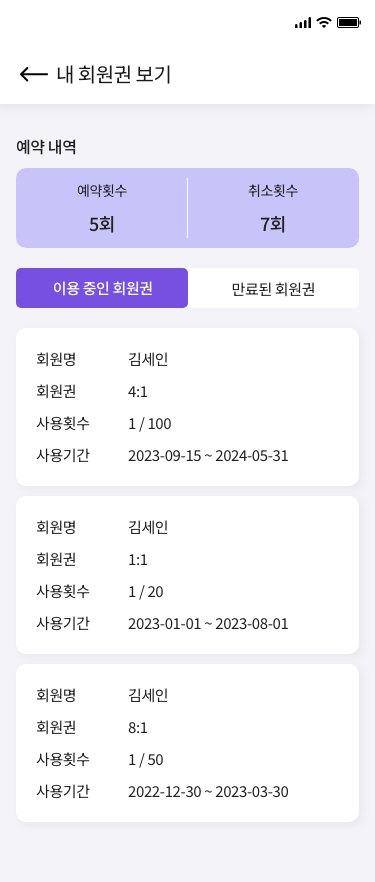 내 회원권 보기
예약 내역
예약횟수 취소횟수
5회 7회
이용 중인 회원권 만료된 회원권
회원명 김세인
회원권 4:1
사용횟수 1 / 100
사용기간 2023-09-15 ~ 2024-05-31
회원명 김세인
회원권 1:1
사용횟수 1 / 20
사용기간 2023-01-01 ~ 2023-08-01
회원명 김세인
회원권 8:1
사용횟수 1 / 50
사용기간 2022-12-30 ~ 2023-03-30